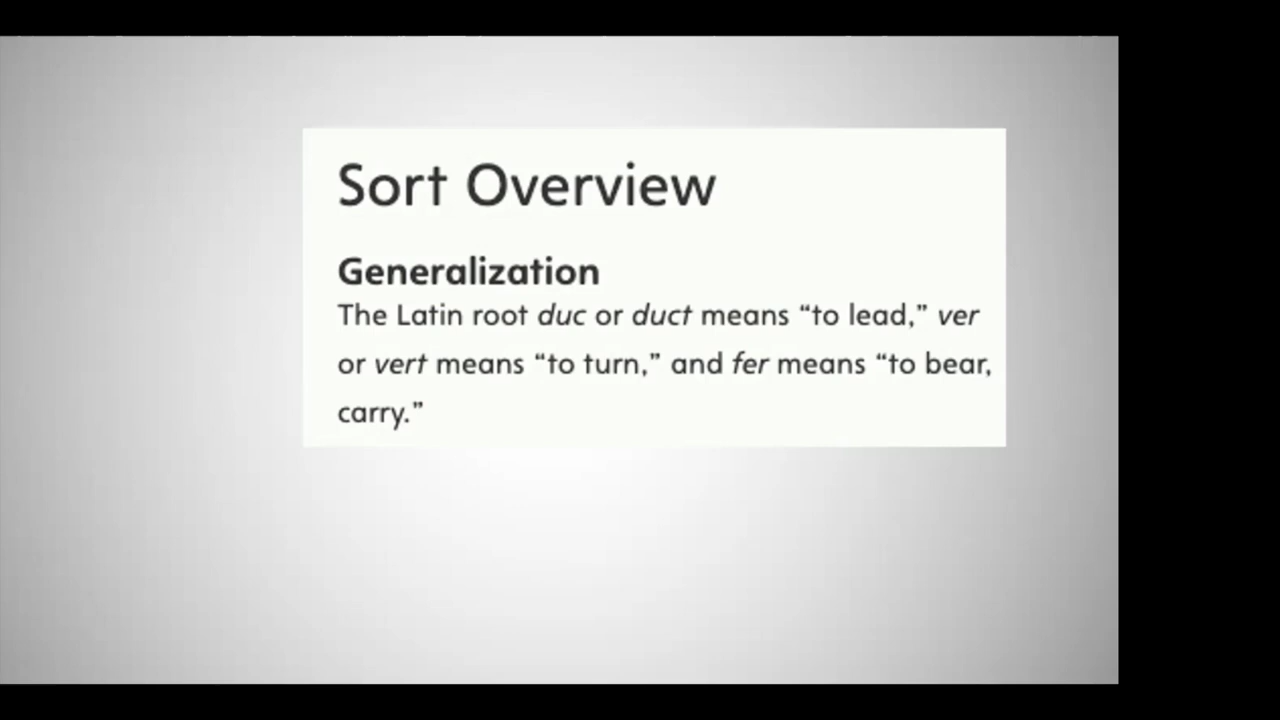 Sort Overview
Generalization
The Latin root duc or duct means “to lead,” ver
or vert means “to turn,” and fer means “to bear,
carry.”